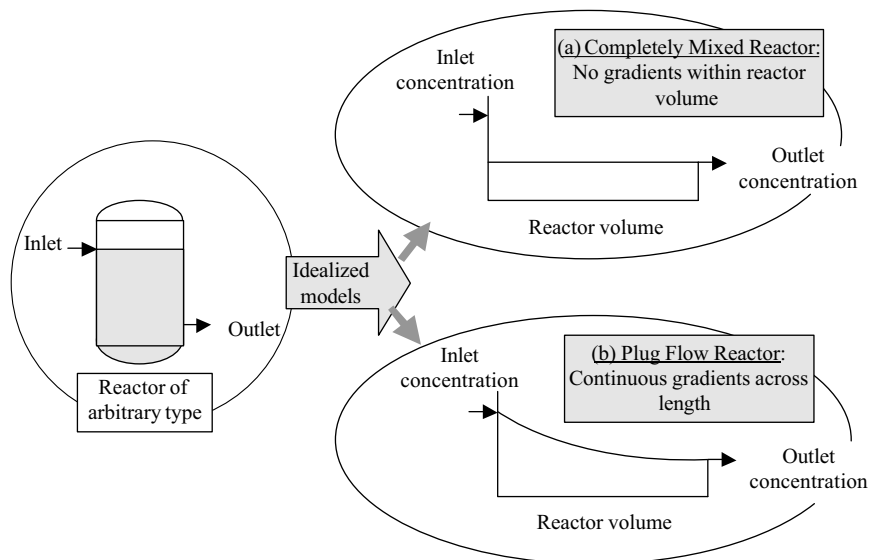 Inlet
Outlet
Reactor of
arbitrary type
Idealized
models
(a) Completely Mixed Reactor:
No gradients within reactor
volume
Inlet
concentration
Outlet
concentration
Reactor volume
(b) Plug Flow Reactor:
Continuous gradients across
length
Inlet
concentration
Outlet
concentration
Reactor volume